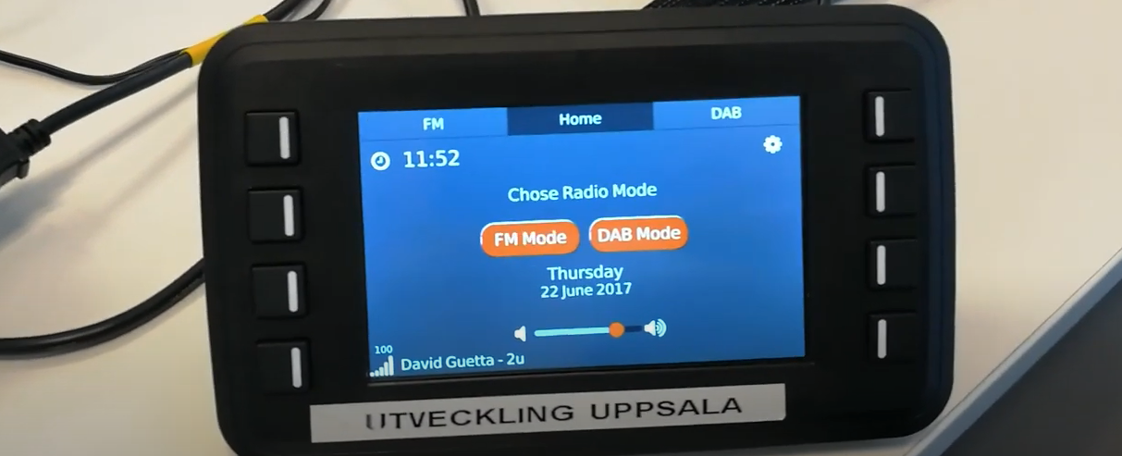 FM Home DAB
11:52
Chose Radio Mode
FM Mode DAB Mode
Thursday
22 June 2017
100
David Guetta - 2u
UTVECKLING UPPSALA